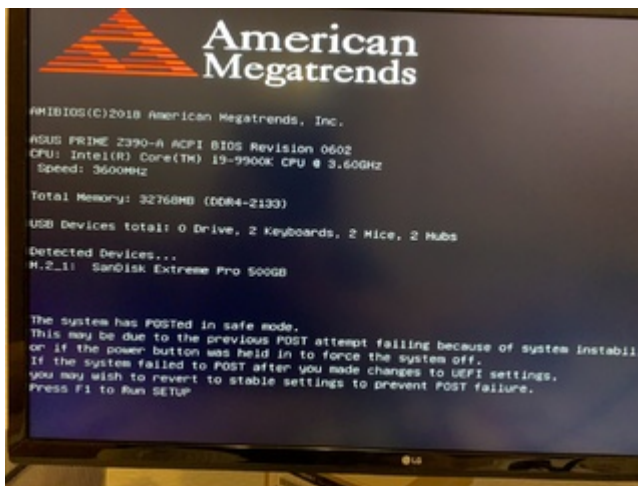 American
Megatrends
AMIBIOS(C)2018 American Megatrends, Inc.
ASUS PRIME Z390-A ACPI BIOS Revision 0602
CPU: Intel(R) Core(TM) i9-9900K CPU @ 3.60GHz
Speed: 3600MHz
Total Memory: 32768MB (DDR4-2133)
USB Devices total: 0 Drive, 2 Keyboards, 2 Mice, 2 Hubs
Detected Devices...
M.2_1: SanDisk Extreme Pro 500GB
The system has POSTed in safe mode.
This may be due to the previous POST attempt failing because of system instabil
or if the power button was held in to force the system off.
If the system failed to POST after you made changes to UEFI settings,
you may wish to revert to stable settings to prevent POST failure.
Press F1 to Run SETUP
LG